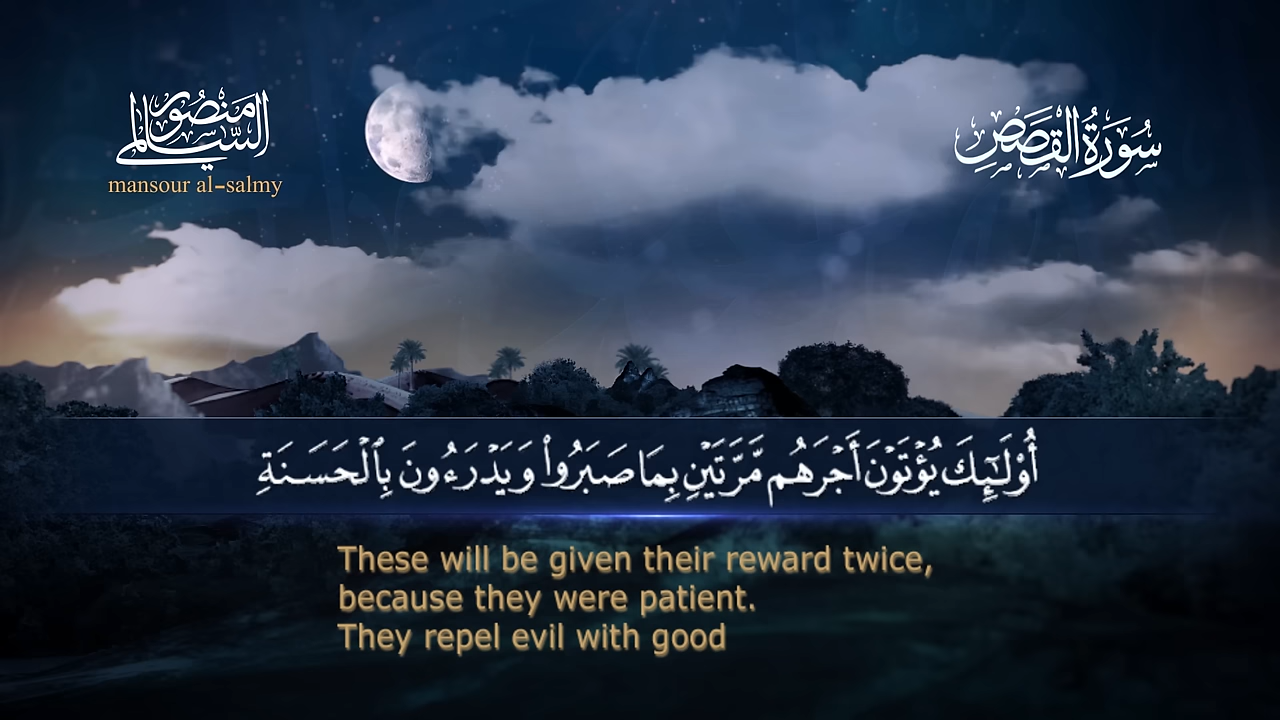 منصور
السالمي
mansour al-salmy
سُورَةُ القَصَصِ
أُوْلَٰٓئِكَ يُؤْتَوْنَ أَجْرَهُم مَّرَّتَيْنِ بِمَا صَبَرُواْ وَيَدْرَءُونَ بِٱلْحَسَنَةِ
These will be given their reward twice,
because they were patient.
They repel evil with good